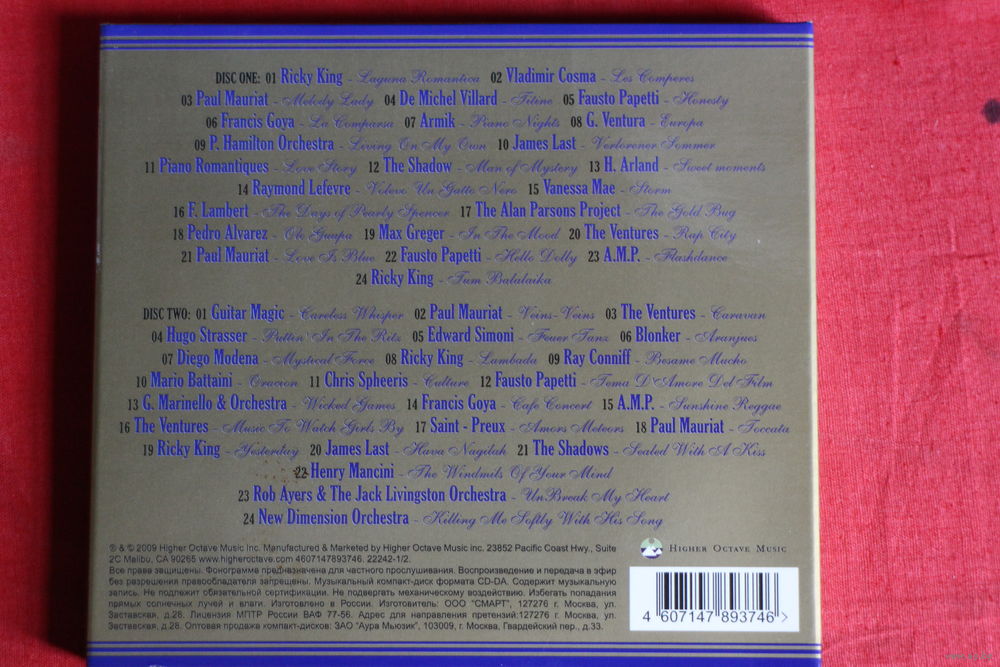 DISC ONE: 01 Ricky King - Laguna Romantica 02 Vladimir Cosma - Les Comperes
03 Paul Mauriat - Melody Lady 04 De Michel Villard - Titine 05 Fausto Papetti - Honesty
06 Francis Goya - La Comparsa 07 Armik - Piano Nights 08 G. Ventura - Europa
09 P. Hamilton Orchestra - Living On My Own 10 James Last - Verlorener Sommer
11 Piano Romantiques - Love Story 12 The Shadow - Man of Mystery 13 H. Arland - Sweet moments
14 Raymond Lefevre - Volevo Un Gatto Nero 15 Vanessa Mae - Storm
16 F. Lambert - The Days of Pearly Spencer 17 The Alan Parsons Project - The Gold Bug
18 Pedro Alvarez - Ole Guapa 19 Max Greger - In The Mood 20 The Ventures - Rap City
21 Paul Mauriat - Love Is Blue 22 Fausto Papetti - Hello Dolly 23 A.M.P. - Flashdance
24 Ricky King - Tum Balalaika
DISC TWO: 01 Guitar Magic - Careless Whisper 02 Paul Mauriat - Veins-Veins 03 The Ventures - Caravan
04 Hugo Strasser - Puttin' In The Ritz 05 Edward Simoni - Feuer Tanz 06 Blonker - Aranjues
07 Diego Modena - Mystical Force 08 Ricky King - Lambada 09 Ray Conniff - Besame Mucho
10 Mario Battaini - Oracion 11 Chris Spheeris - Culture 12 Fausto Papetti - Tema D'Amore Del Film
13 G. Marinello & Orchestra - Wicked Games 14 Francis Goya - Cafe Concert 15 A.M.P. - Sunshine Reggae
16 The Ventures - Music To Watch Girls By 17 Saint - Preux - Amors Meteors 18 Paul Mauriat - Toccata
19 Ricky King - Yesterday 20 James Last - Hava Nagilah 21 The Shadows - Sealed With A Kiss
22 Henry Mancini - The Windmils Of Your Mind
23 Rob Ayers & The Jack Livingston Orchestra - UnBreak My Heart
24 New Dimension Orchestra - Killing Me Softly With His Song
℗ & © 2009 Higher Octave Music Inc. Manufactured & Marketed by Higher Octave Music inc. 23852 Pacific Coast Hwy., Suite
2C Malibu, CA 90265 www.higheroctave.com 4607147893746. 22242-1/2.
Все права защищены. Фонограмма предназначена для частного прослушивания. Воспроизведение и передача в эфир
без разрешения правообладателя запрещены. Музыкальный компакт-диск формата CD-DA. Содержит музыкальную
запись. Не подлежит обязательной сертификации. Не подвергать механическому воздействию. Избегать попадания
прямых солнечных лучей и влаги. Изготовлено в России. Изготовитель: ООО "СМАРТ", 127276 г. Москва, ул.
Заставская, д.28. Лицензия МПТР России ВАФ 77-56. Адрес для направления претензий:127276 г. Москва, ул.
Заставская, д.28. Оптовая продажа компакт-дисков: ЗАО "Аура Мьюзик", 103009, г. Москва, Гвардейский пер., д.33.
HIGHER OCTAVE MUSIC
4 607147 893746 >